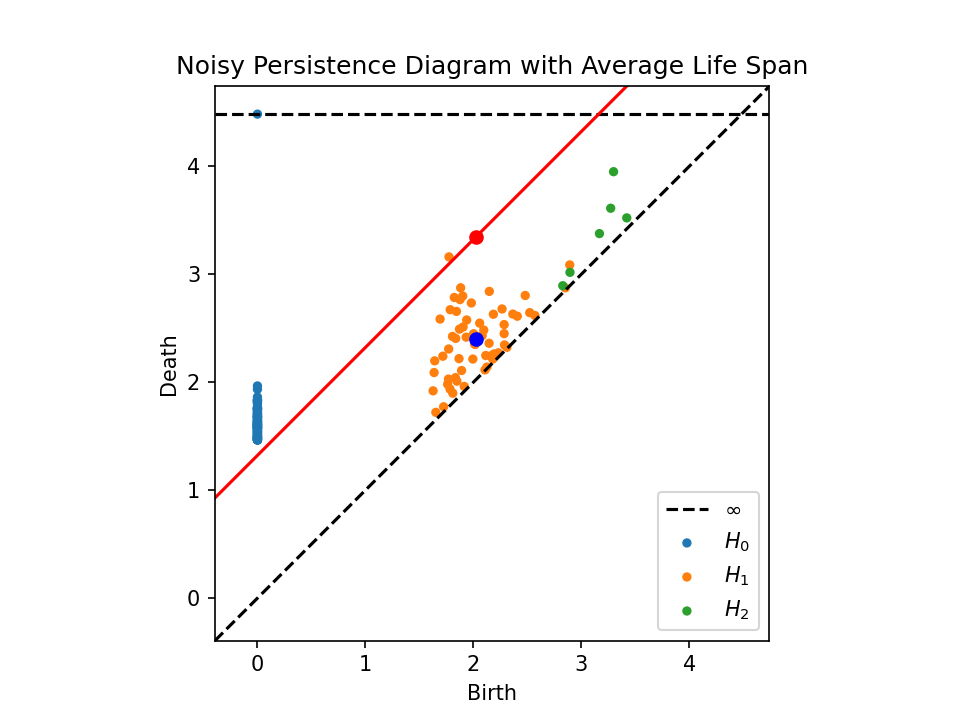 Noisy Persistence Diagram with Average Life Span
Death
4
3
2
1
0
∞
H₀
H₁
H₂
0 1 2 3 4
Birth